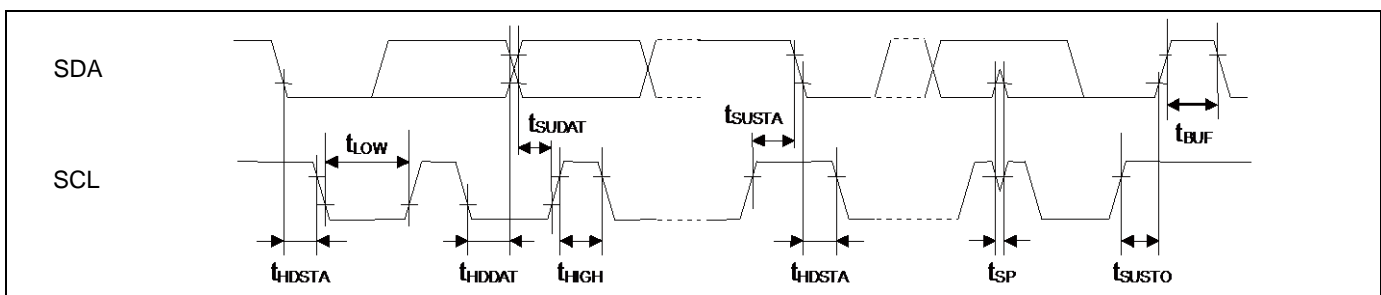 SDA
tSUDAT
tSUSTA
tLOW
tBUF
SCL
tHDSTA
tHDDAT
tHIGH
tHDSTA
tSP
tSUSTO